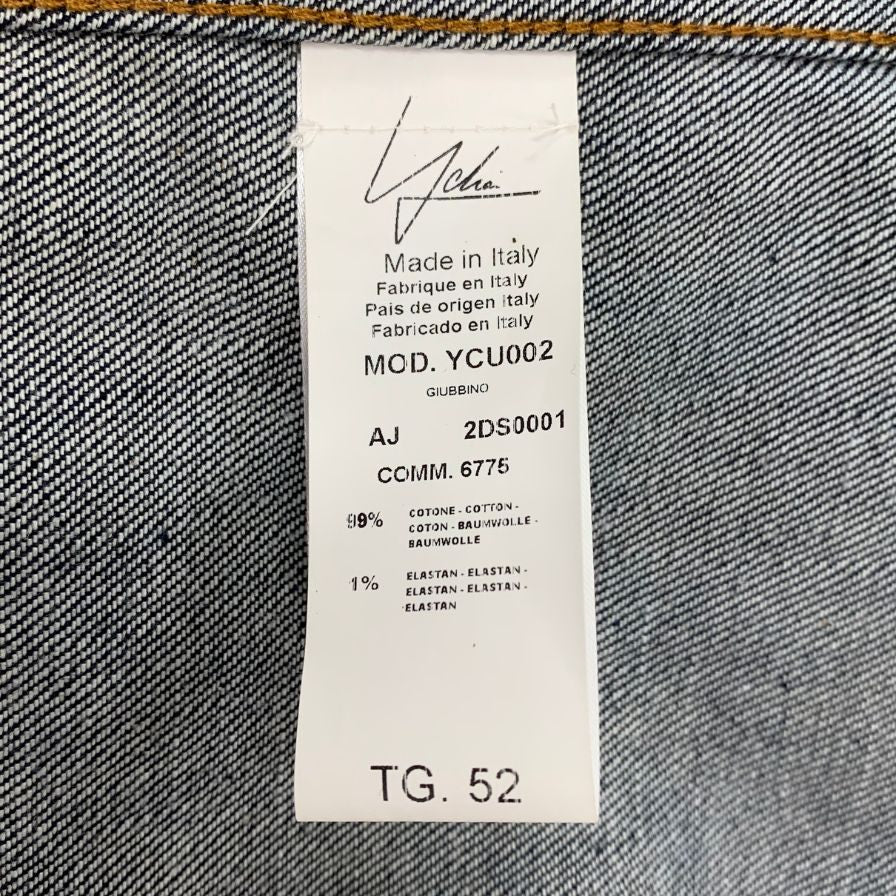 Ychai
Made in Italy
Fabrique en Italy
Pais de origen Italy
Fabricado en Italy
MOD. YCU002
GIUBBINO
AJ 2DS0001
COMM. 6775
99% COTONE - COTTON -
COTON - BAUMWOLLE -
BAUMWOLLE
1% ELASTAN - ELASTAN -
ELASTAN - ELASTAN -
ELASTAN
TG. 52